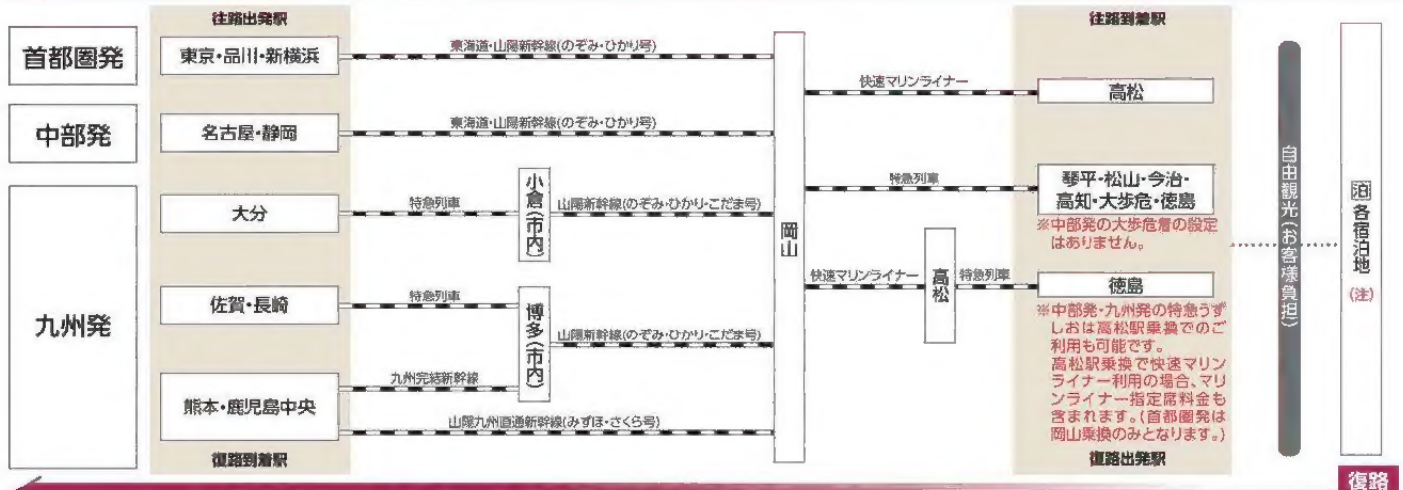 往路出発駅
往路到着駅
首都圏発
東京・品川・新横浜
東海道・山陽新幹線(のぞみ・ひかり号)
中部発
名古屋・静岡
東海道・山陽新幹線(のぞみ・ひかり号)
九州発
大分
特急列車
小倉(市内)
山陽新幹線(のぞみ・ひかり・こだま号)
佐賀・長崎
特急列車
博多(市内)
山陽新幹線(のぞみ・ひかり・こだま号)
熊本・鹿児島中央
九州完結新幹線
山陽九州直通新幹線(みずほ・さくら号)
岡山
快速マリンライナー
高松
特急列車
琴平・松山・今治・
高知・大歩危・徳島
※中部発の大歩危着の設定
はありません。
快速マリンライナー
高松
特急列車
徳島
※中部発・九州発の特急うず
しおは高松駅乗換でのご
利用も可能です。
高松駅乗換で快速マリン
ライナー利用の場合、マリ
ンライナー指定席料金も
含まれます。(首都圏発は
岡山乗換のみとなります。)
自由観光(お客様負担)
泊各宿泊地
(注)
復路到着駅
復路出発駅
復路